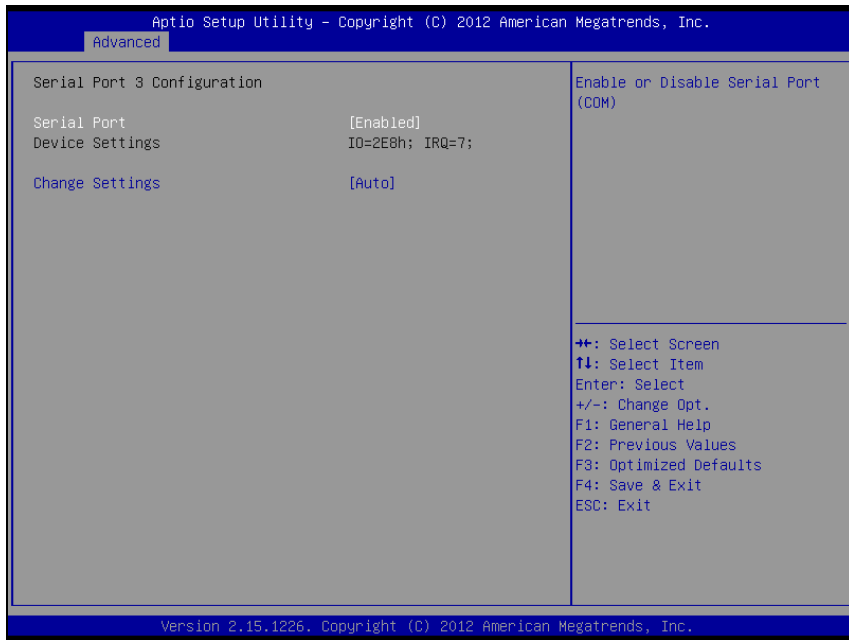 Aptio Setup Utility – Copyright (C) 2012 American Megatrends, Inc.
Advanced
Serial Port 3 Configuration
Serial Port [Enabled]
Device Settings IO=2E8h; IRQ=7;
Change Settings [Auto]
Enable or Disable Serial Port
(COM)
→←: Select Screen
↑↓: Select Item
Enter: Select
+/-: Change Opt.
F1: General Help
F2: Previous Values
F3: Optimized Defaults
F4: Save & Exit
ESC: Exit
Version 2.15.1226. Copyright (C) 2012 American Megatrends, Inc.